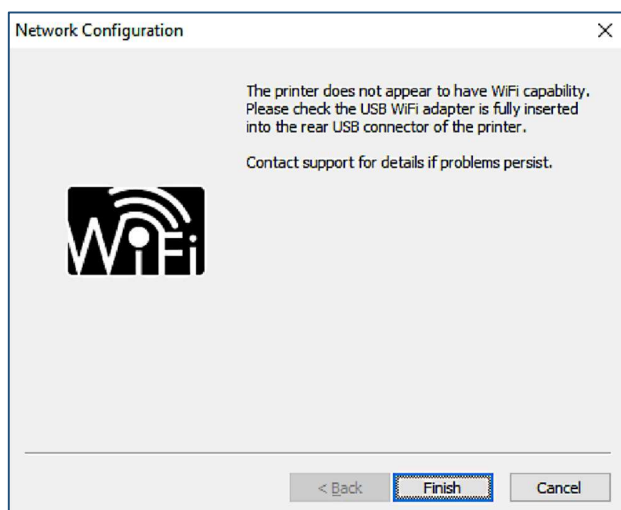 Network Configuration
The printer does not appear to have WiFi capability.
Please check the USB WiFi adapter is fully inserted
into the rear USB connector of the printer.
Contact support for details if problems persist.
WiFi
< Back
Finish
Cancel